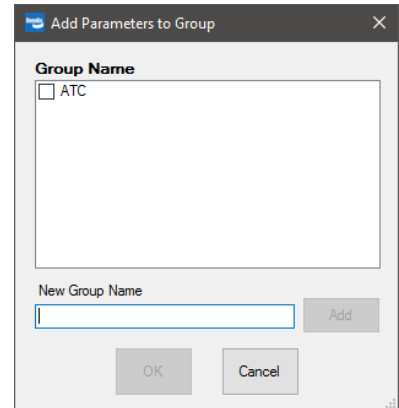 Add Parameters to Group
Group Name
ATC
New Group Name
Add
OK
Cancel